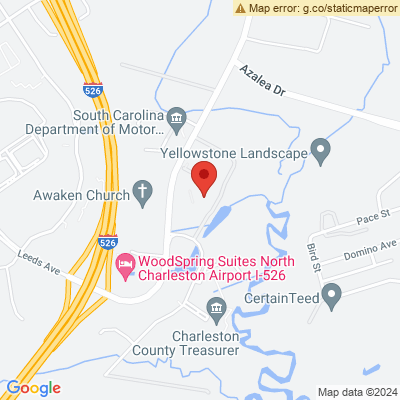 Map error: g.co/staticmaperror
526
Azalea Dr
South Carolina
Department of Motor...
Yellowstone Landscape
Awaken Church
Pace St
526
Leeds Ave
Bird St
Domino Ave
WoodSpring Suites North
Charleston Airport I-526
CertainTeed
Charleston
County Treasurer
Google
Map data ©2024